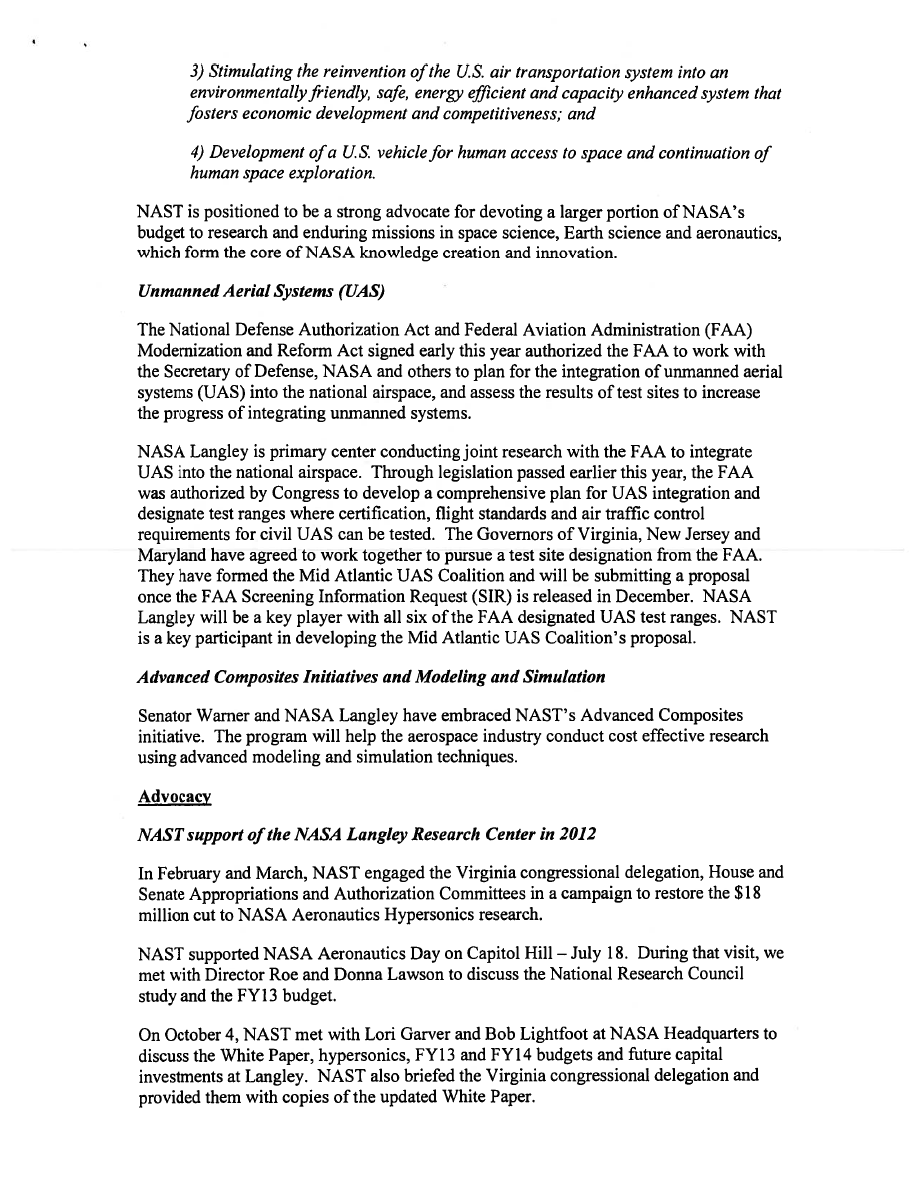 3) Stimulating the reinvention of the U.S. air transportation system into an
environmentally friendly, safe, energy efficient and capacity enhanced system that
fosters economic development and competitiveness; and
4) Development of a U.S. vehicle for human access to space and continuation of
human space exploration.
NAST is positioned to be a strong advocate for devoting a larger portion of NASA's
budget to research and enduring missions in space science, Earth science and aeronautics,
which form the core of NASA knowledge creation and innovation.
Unmanned Aerial Systems (UAS)
The National Defense Authorization Act and Federal Aviation Administration (FAA)
Modernization and Reform Act signed early this year authorized the FAA to work with
the Secretary of Defense, NASA and others to plan for the integration of unmanned aerial
systems (UAS) into the national airspace, and assess the results of test sites to increase
the progress of integrating unmanned systems.
NASA Langley is primary center conducting joint research with the FAA to integrate
UAS into the national airspace. Through legislation passed earlier this year, the FAA
was authorized by Congress to develop a comprehensive plan for UAS integration and
designate test ranges where certification, flight standards and air traffic control
requirements for civil UAS can be tested. The Governors of Virginia, New Jersey and
Maryland have agreed to work together to pursue a test site designation from the FAA.
They have formed the Mid Atlantic UAS Coalition and will be submitting a proposal
once the FAA Screening Information Request (SIR) is released in December. NASA
Langley will be a key player with all six of the FAA designated UAS test ranges. NAST
is a key participant in developing the Mid Atlantic UAS Coalition's proposal.
Advanced Composites Initiatives and Modeling and Simulation
Senator Warner and NASA Langley have embraced NAST's Advanced Composites
initiative. The program will help the aerospace industry conduct cost effective research
using advanced modeling and simulation techniques.
Advocacy
NAST support of the NASA Langley Research Center in 2012
In February and March, NAST engaged the Virginia congressional delegation, House and
Senate Appropriations and Authorization Committees in a campaign to restore the $18
million cut to NASA Aeronautics Hypersonics research.
NAST supported NASA Aeronautics Day on Capitol Hill – July 18. During that visit, we
met with Director Roe and Donna Lawson to discuss the National Research Council
study and the FY13 budget.
On October 4, NAST met with Lori Garver and Bob Lightfoot at NASA Headquarters to
discuss the White Paper, hypersonics, FY13 and FY14 budgets and future capital
investments at Langley. NAST also briefed the Virginia congressional delegation and
provided them with copies of the updated White Paper.